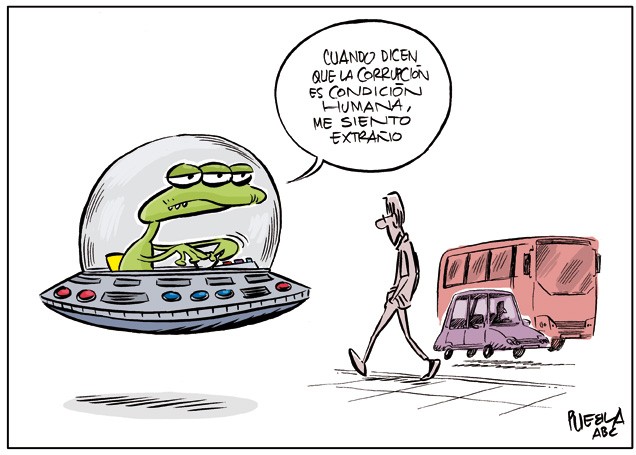 CUANDO DICEN
QUE LA CORRUPCIÓN
ES CONDICIÓN
HUMANA,
ME SIENTO
EXTRAÑO
PUEBLA
ABC